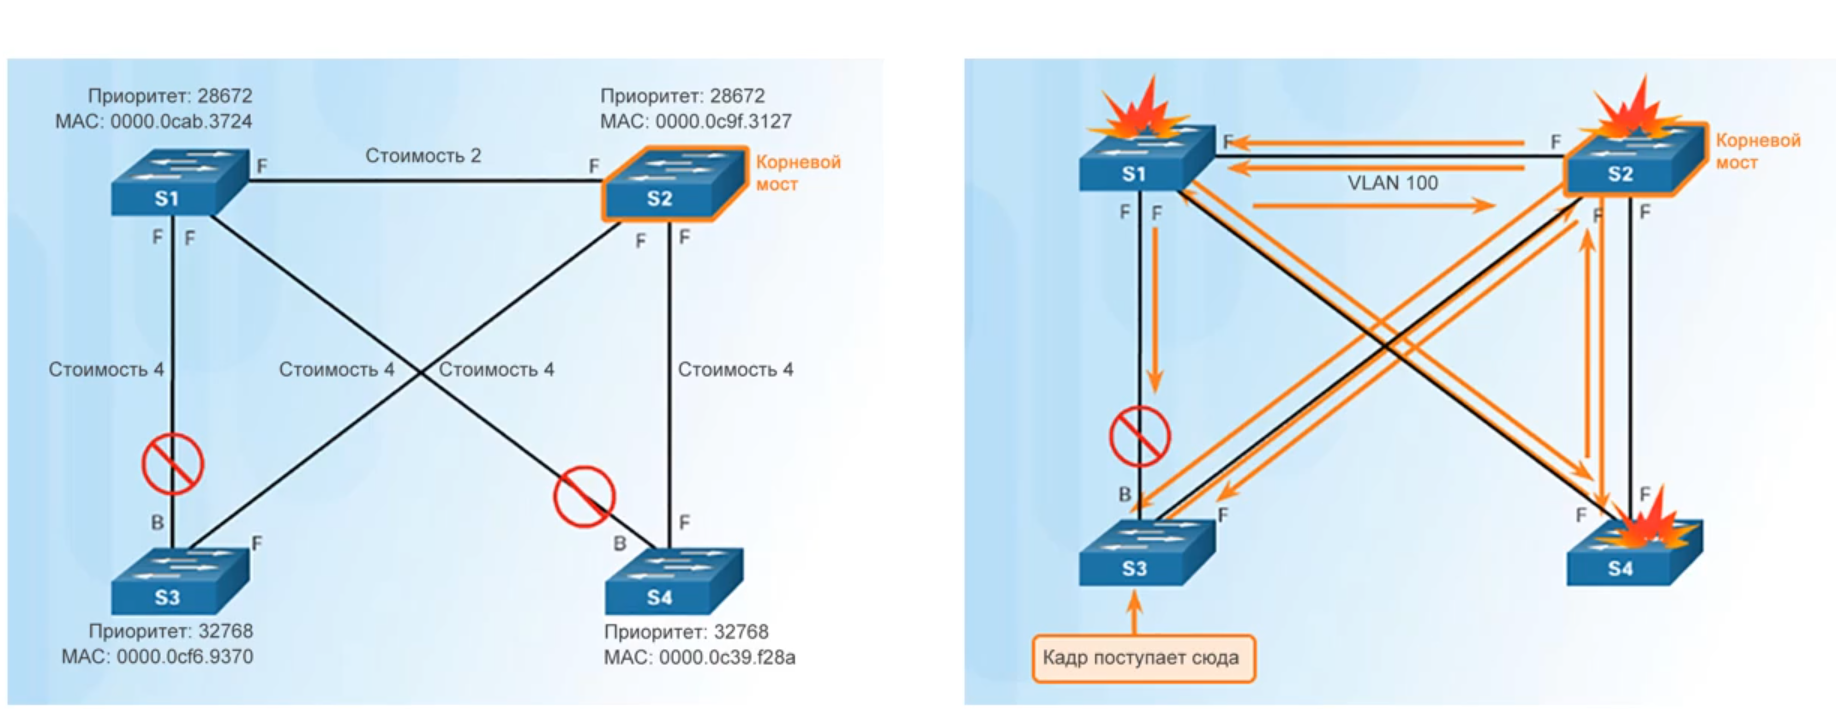 Приоритет: 28672
MAC: 0000.0cab.3724
Приоритет: 28672
MAC: 0000.0c9f.3127
F
Стоимость 2
F
Корневой
мост
S1
S2
F
F
F
F
Стоимость 4
Стоимость 4
Стоимость 4
Стоимость 4
B
F
B
F
S3
S4
Приоритет: 32768
MAC: 0000.0cf6.9370
Приоритет: 32768
MAC: 0000.0c39.f28a
F
F
Корневой
мост
S1
S2
VLAN 100
F
F
F
F
B
F
F
F
S3
S4
Кадр поступает сюда